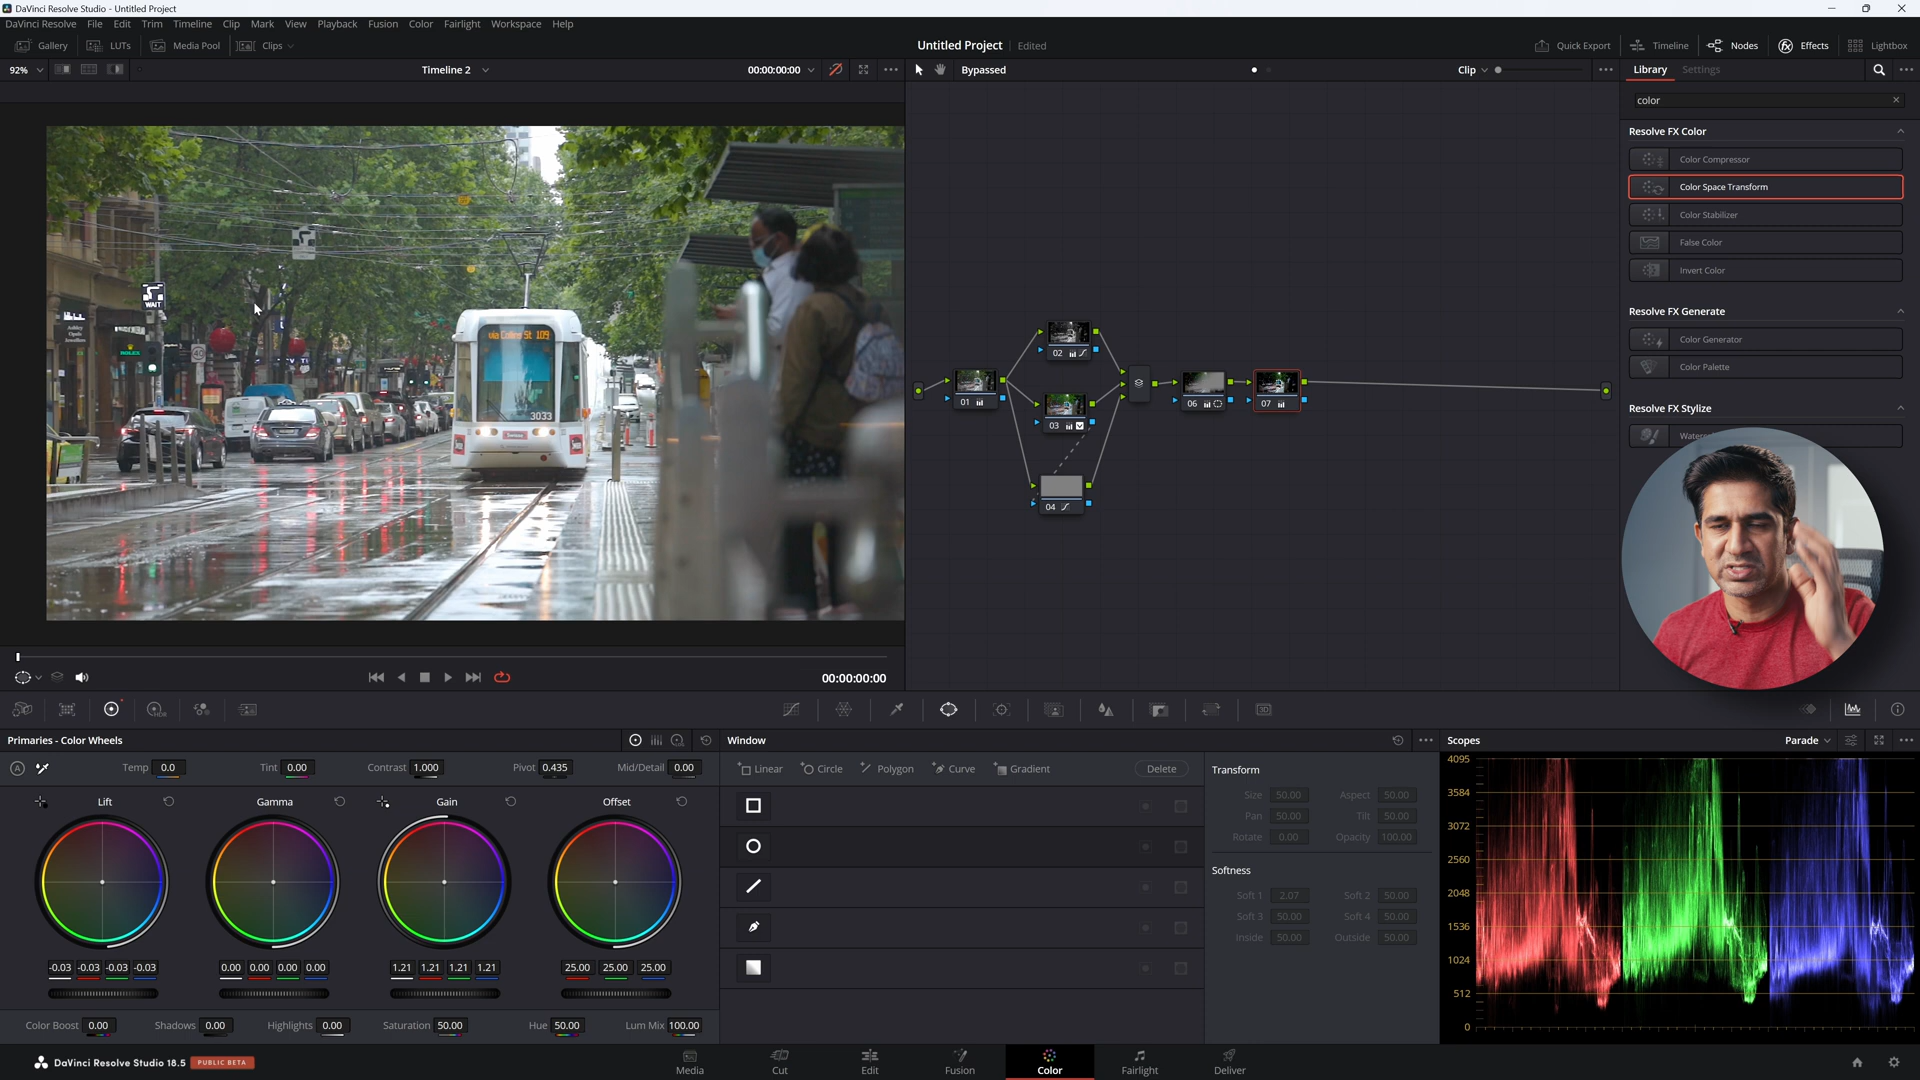 DaVinci Resolve Studio - Untitled Project
DaVinci Resolve File Edit Trim Timeline Clip Mark View Playback Fusion Color Fairlight Workspace Help
Gallery LUTs Media Pool Clips Untitled Project Edited Quick Export Timeline Nodes Effects Lightbox
92% Timeline 2 00:00:00:00 Bypassed Clip Library Settings
color
Resolve FX Color
Color Compressor
Color Space Transform
Color Stabilizer
False Color
Invert Color
Resolve FX Generate
Color Generator
Color Palette
Resolve FX Stylize
WAIT
ROLEX
40
via Collins St 109
3033
02
01
03
04
06
07
00:00:00:00
HDR
3D
Primaries - Color Wheels
Window
Scopes Parade
A Temp 0.0 Tint 0.00 Contrast 1.000 Pivot 0.435 Mid/Detail 0.00
Linear Circle Polygon Curve Gradient Delete
Transform
Lift Gamma Gain Offset
Size 50.00 Aspect 50.00
Pan 50.00 Tilt 50.00
Rotate 0.00 Opacity 100.00
Softness
Soft 1 2.07 Soft 2 50.00
Soft 3 50.00 Soft 4 50.00
Inside 50.00 Outside 50.00
-0.03 -0.03 -0.03 -0.03 0.00 0.00 0.00 0.00 1.21 1.21 1.21 1.21 25.00 25.00 25.00
Color Boost 0.00 Shadows 0.00 Highlights 0.00 Saturation 50.00 Hue 50.00 Lum Mix 100.00
4095
3584
3072
2560
2048
1536
1024
512
0
DaVinci Resolve Studio 18.5 PUBLIC BETA
Media Cut Edit Fusion Color Fairlight Deliver